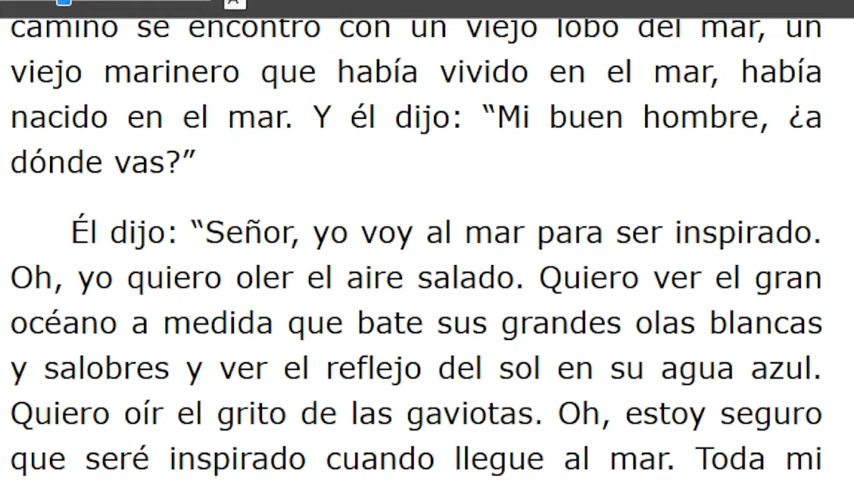 camino se encontró con un viejo lobo del mar, un
viejo marinero que había vivido en el mar, había
nacido en el mar. Y él dijo: “Mi buen hombre, ¿a
dónde vas?”
Él dijo: “Señor, yo voy al mar para ser inspirado.
Oh, yo quiero oler el aire salado. Quiero ver el gran
océano a medida que bate sus grandes olas blancas
y salobres y ver el reflejo del sol en su agua azul.
Quiero oír el grito de las gaviotas. Oh, estoy seguro
que seré inspirado cuando llegue al mar. Toda mi